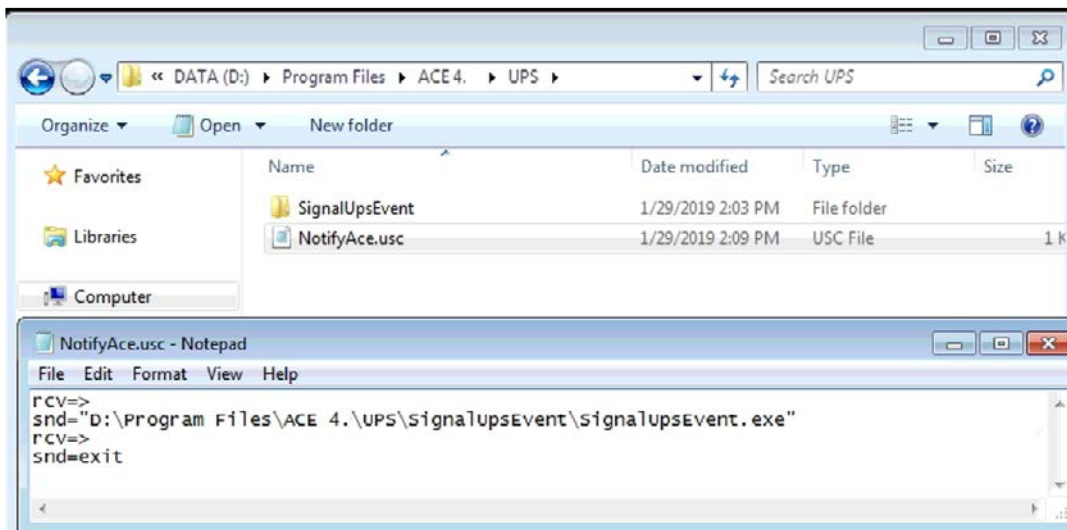 « DATA (D:) ▸ Program Files ▸ ACE 4. ▸ UPS ▸ Search UPS
Organize Open New folder
Name Date modified Type Size
Favorites
SignalUpsEvent 1/29/2019 2:03 PM File folder
Libraries
NotifyAce.usc 1/29/2019 2:09 PM USC File 1 K
Computer
NotifyAce.usc - Notepad
File Edit Format View Help
rcv=>
snd="D:\Program Files\ACE 4.\UPS\SignalUpsEvent\SignalUpsEvent.exe"
rcv=>
snd=exit